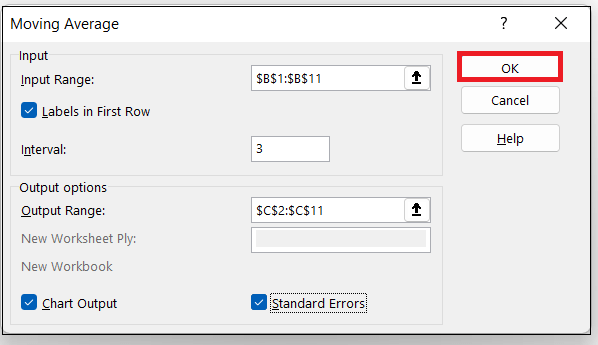 Moving Average ? ×
Input
Input Range: $B$1:$B$11
OK
Labels in First Row
Cancel
Interval: 3
Help
Output options
Output Range: $C$2:$C$11
New Worksheet Ply:
New Workbook
Chart Output Standard Errors